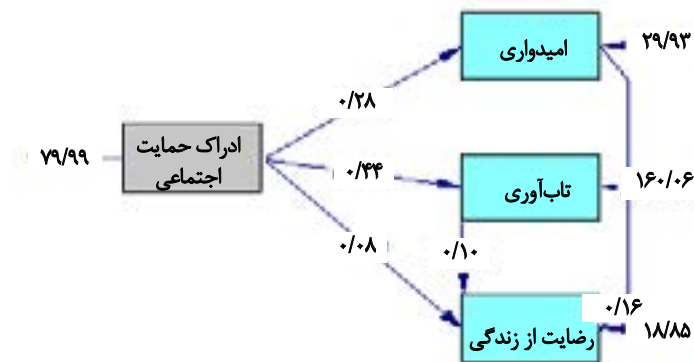 امیدواری
۲۹/۹۳
۰/۲۸
ادراک حمایت
اجتماعی
۷۹/۹۹
۰/۴۴
تاب‌آوری
۱۶۰/۰۶
۰/۰۸
۰/۱۰
۰/۱۶
رضایت از زندگی
۱۸/۸۵